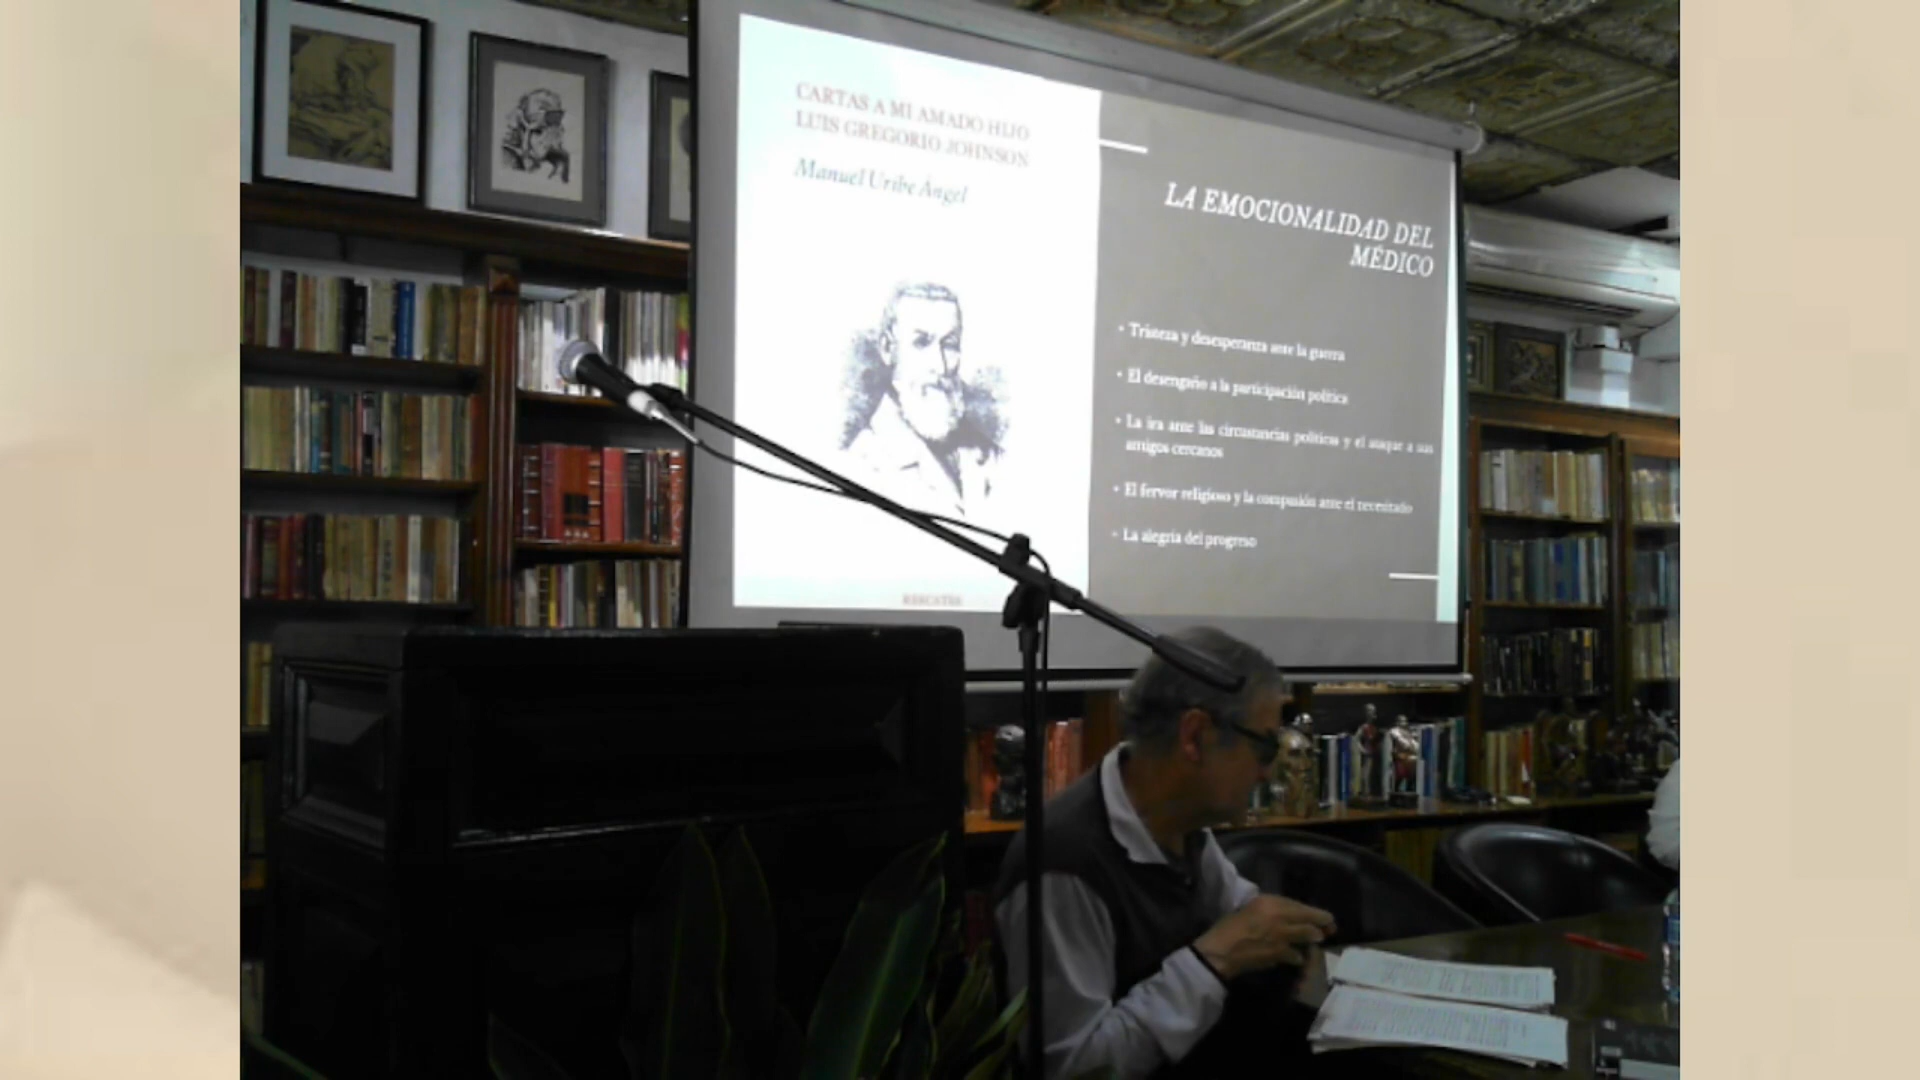 CARTAS A MI AMADO HIJO
LUIS GREGORIO JOHNSON
Manuel Uribe Ángel
RESCATES
LA EMOCIONALIDAD DEL
MÉDICO
• Tristeza y desesperanza ante la guerra
• El desengaño a la participación política
• La ira ante las circustancias políticas y el ataque a sus
amigos cercanos
• El fervor religioso y la compasión ante el necesitado
• La alegría del progreso